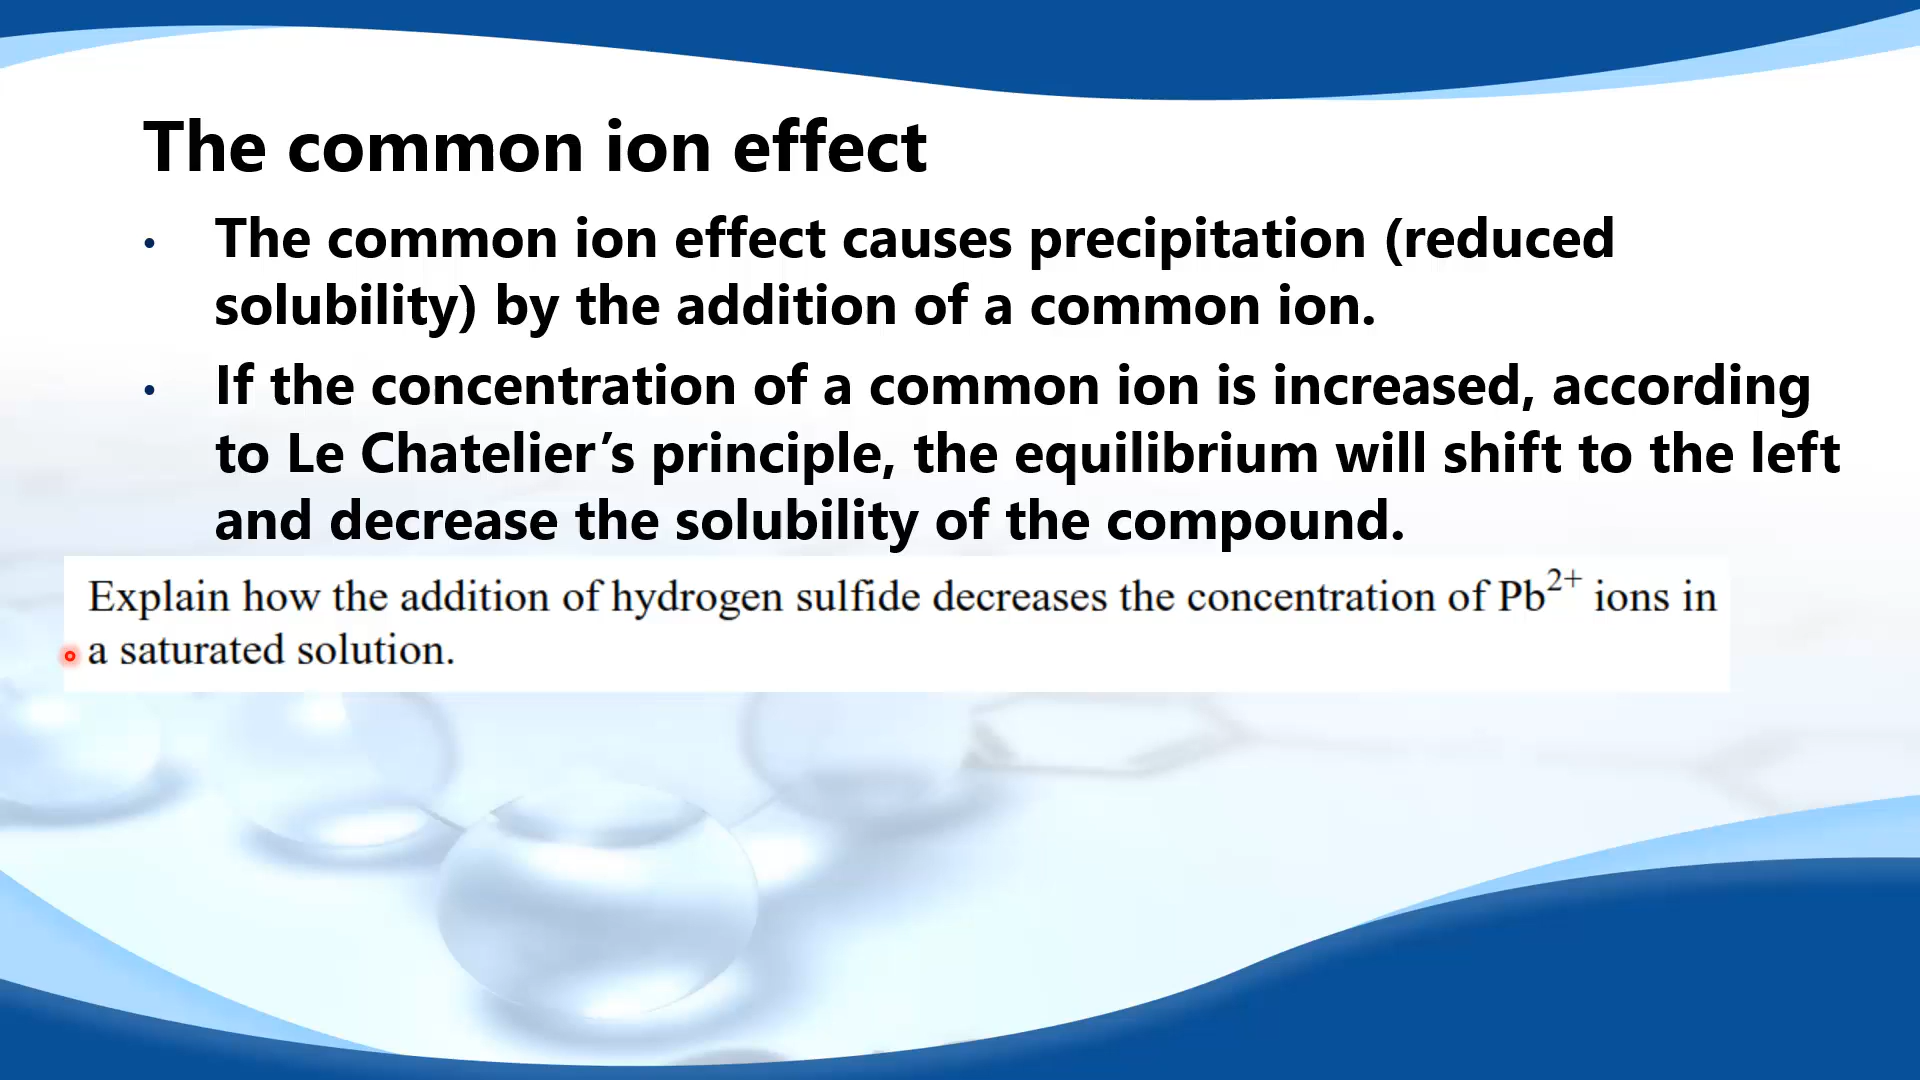 The common ion effect
• The common ion effect causes precipitation (reduced
solubility) by the addition of a common ion.
• If the concentration of a common ion is increased, according
to Le Chatelier’s principle, the equilibrium will shift to the left
and decrease the solubility of the compound.
Explain how the addition of hydrogen sulfide decreases the concentration of Pb²⁺ ions in
a saturated solution.